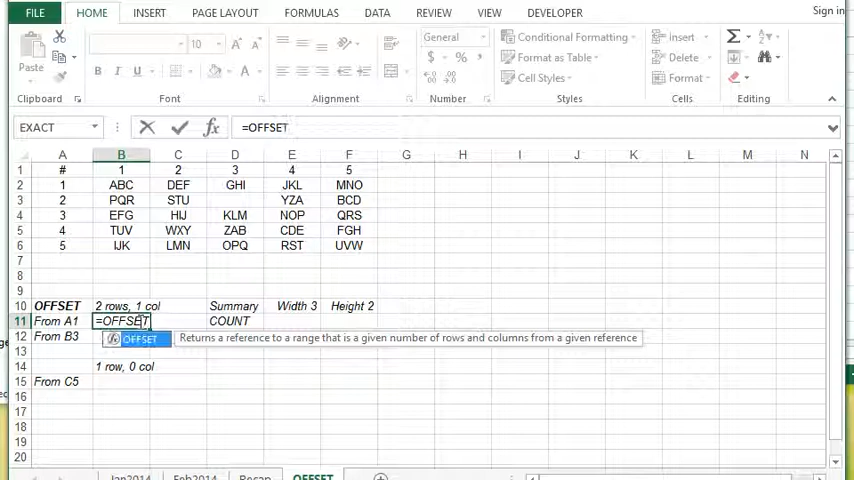 Sign in
FILE HOME INSERT PAGE LAYOUT FORMULAS DATA REVIEW VIEW DEVELOPER
10 General Conditional Formatting Insert
Paste Format as Table Delete
B I U $ % Cell Styles Format
Clipboard Font Alignment Number Styles Cells Editing
EXACT fx =OFFSET
A B C D E F G H I J K L M N
1 # 1 2 3 4 5
2 1 ABC DEF GHI JKL MNO
3 2 PQR STU YZA BCD
4 3 EFG HIJ KLM NOP QRS
5 4 TUV WXY ZAB CDE FGH
6 5 IJK LMN OPQ RST UVW
7
8
9
10 OFFSET 2 rows, 1 col Summary Width 3 Height 2
11 From A1 =OFFSET COUNT
12 From B3 OFFSET Returns a reference to a range that is a given number of rows and columns from a given reference
13
14 1 row, 0 col
15 From C5
16
17
18
19
20
Jan2014 Feb2014 Recap OFFSET